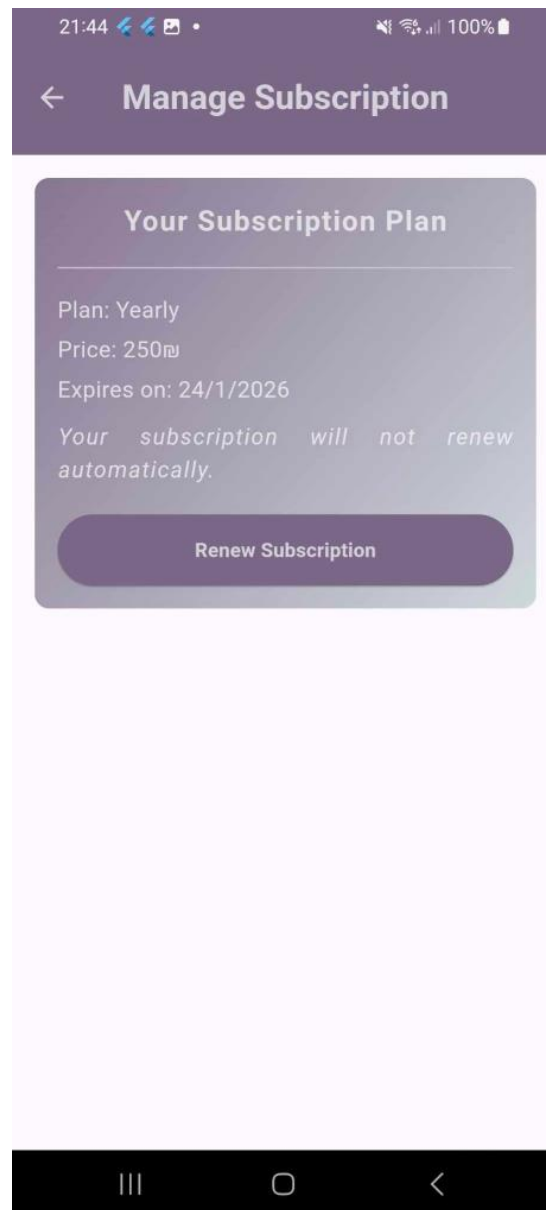 21:44
100%
Manage Subscription
Your Subscription Plan
Plan: Yearly
Price: 250₪
Expires on: 24/1/2026
Your subscription will not renew
automatically.
Renew Subscription